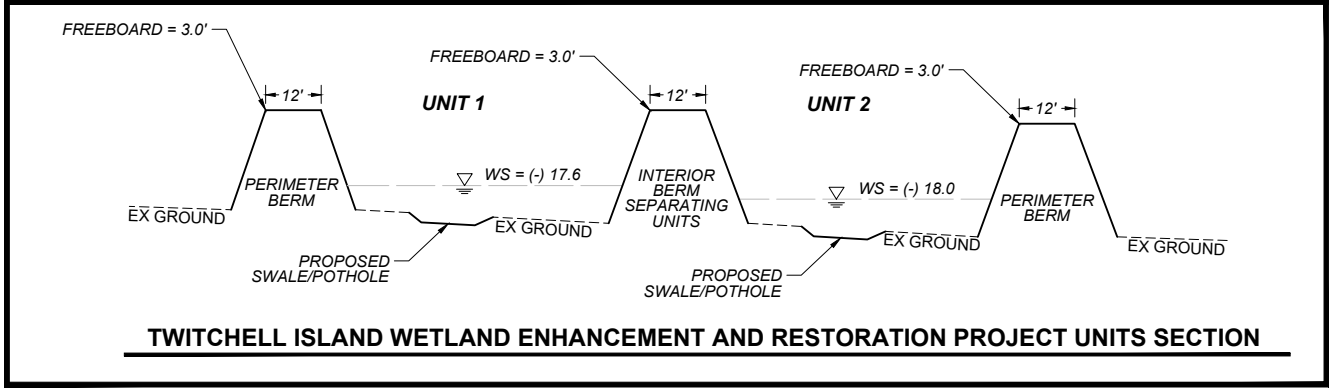 FREEBOARD = 3.0'
FREEBOARD = 3.0'
FREEBOARD = 3.0'
12'
UNIT 1
12'
UNIT 2
12'
PERIMETER
BERM
WS = (-) 17.6
INTERIOR
BERM
SEPARATING
UNITS
WS = (-) 18.0
PERIMETER
BERM
EX GROUND
EX GROUND
EX GROUND
EX GROUND
PROPOSED
SWALE/POTHOLE
PROPOSED
SWALE/POTHOLE
TWITCHELL ISLAND WETLAND ENHANCEMENT AND RESTORATION PROJECT UNITS SECTION